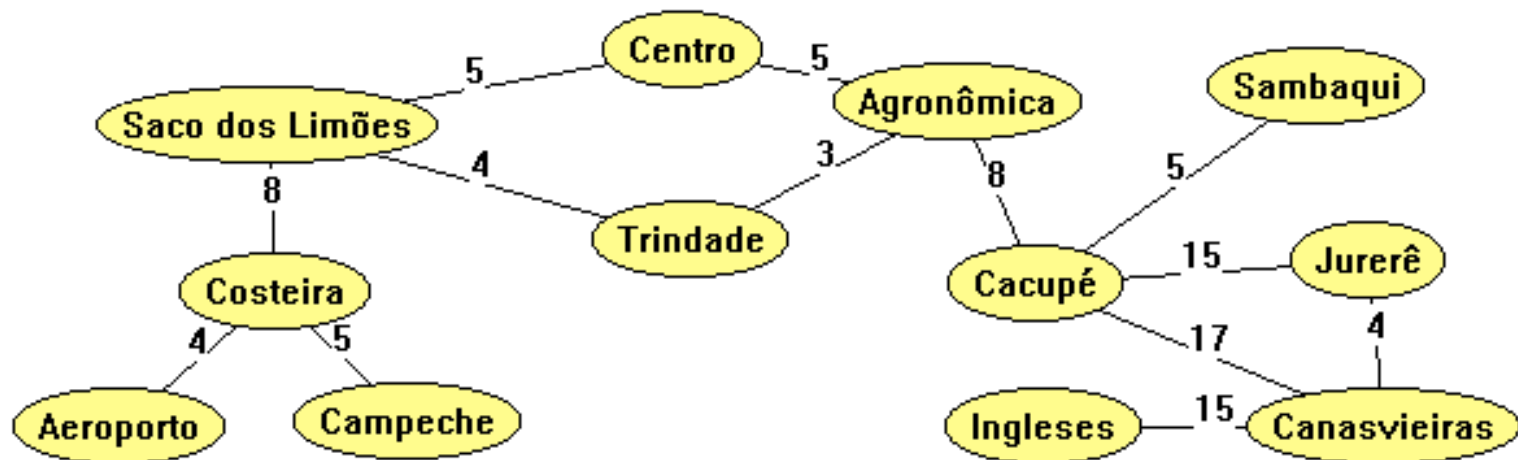 Centro
5
5
Sambaqui
Agronômica
Saco dos Limões
3
4
5
8
8
Trindade
15
Jurerê
Cacupé
Costeira
4
17
5
4
15
Campeche
Aeroporto
Ingleses
Canasvieiras